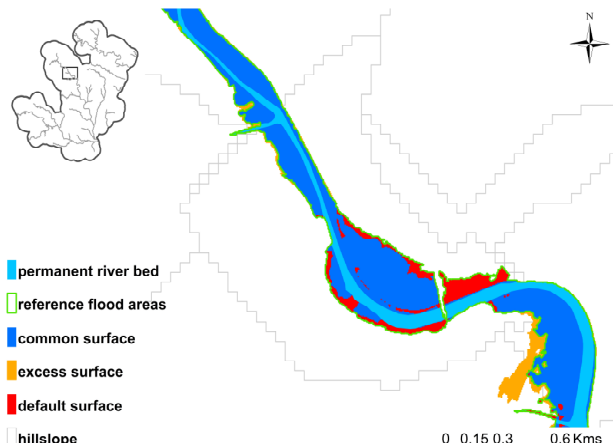 N
permanent river bed
reference flood areas
common surface
excess surface
default surface
hillslope
0 0.15 0.3 0.6 Kms